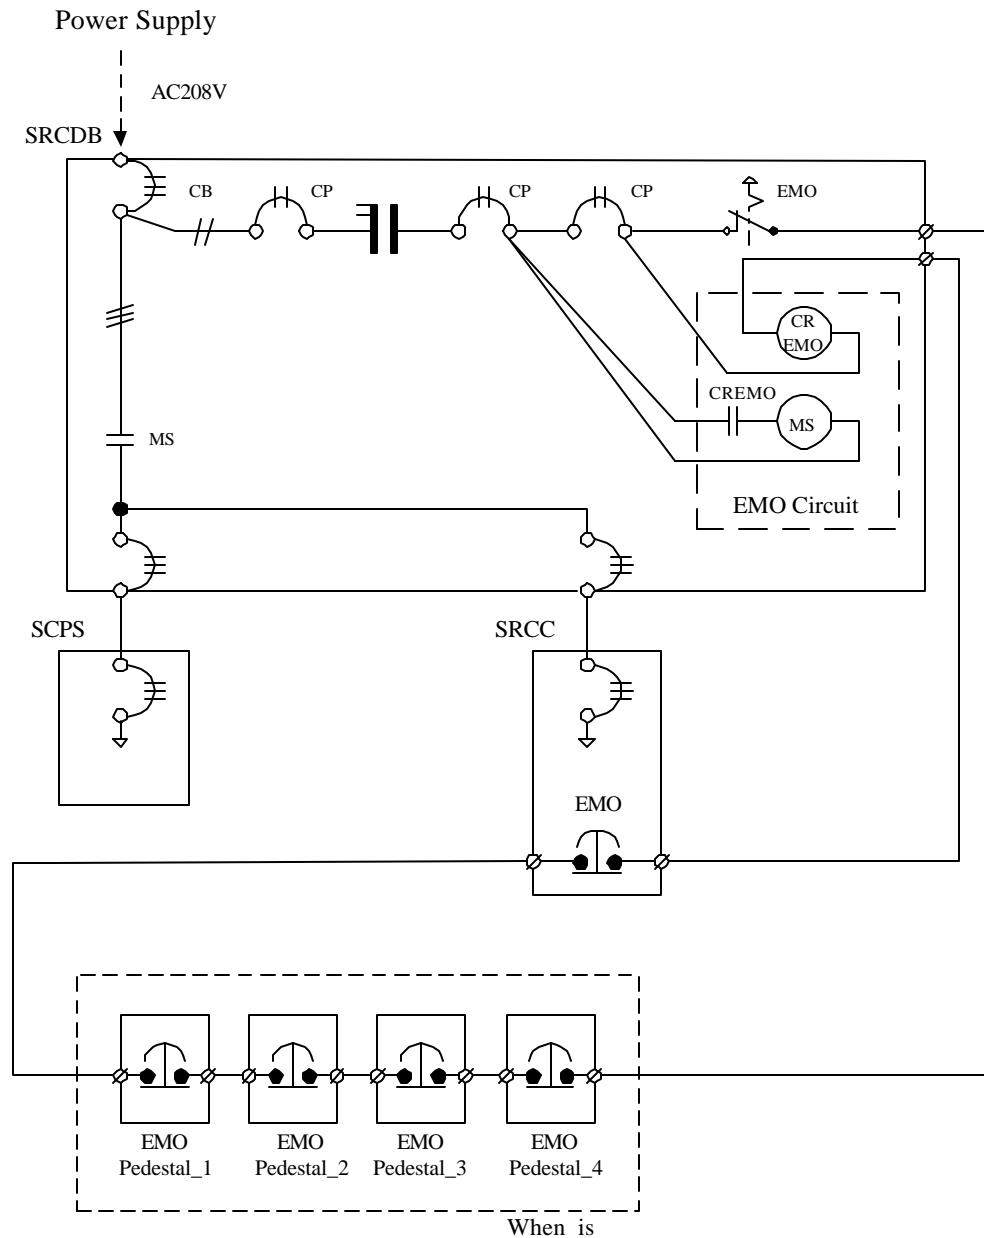 Power Supply
AC208V
SRCDB
CB
CP
CP
CP
EMO
CR
EMO
CREMO
MS
MS
EMO Circuit
SCPS
SRCC
EMO
EMO
Pedestal_1
EMO
Pedestal_2
EMO
Pedestal_3
EMO
Pedestal_4
When is